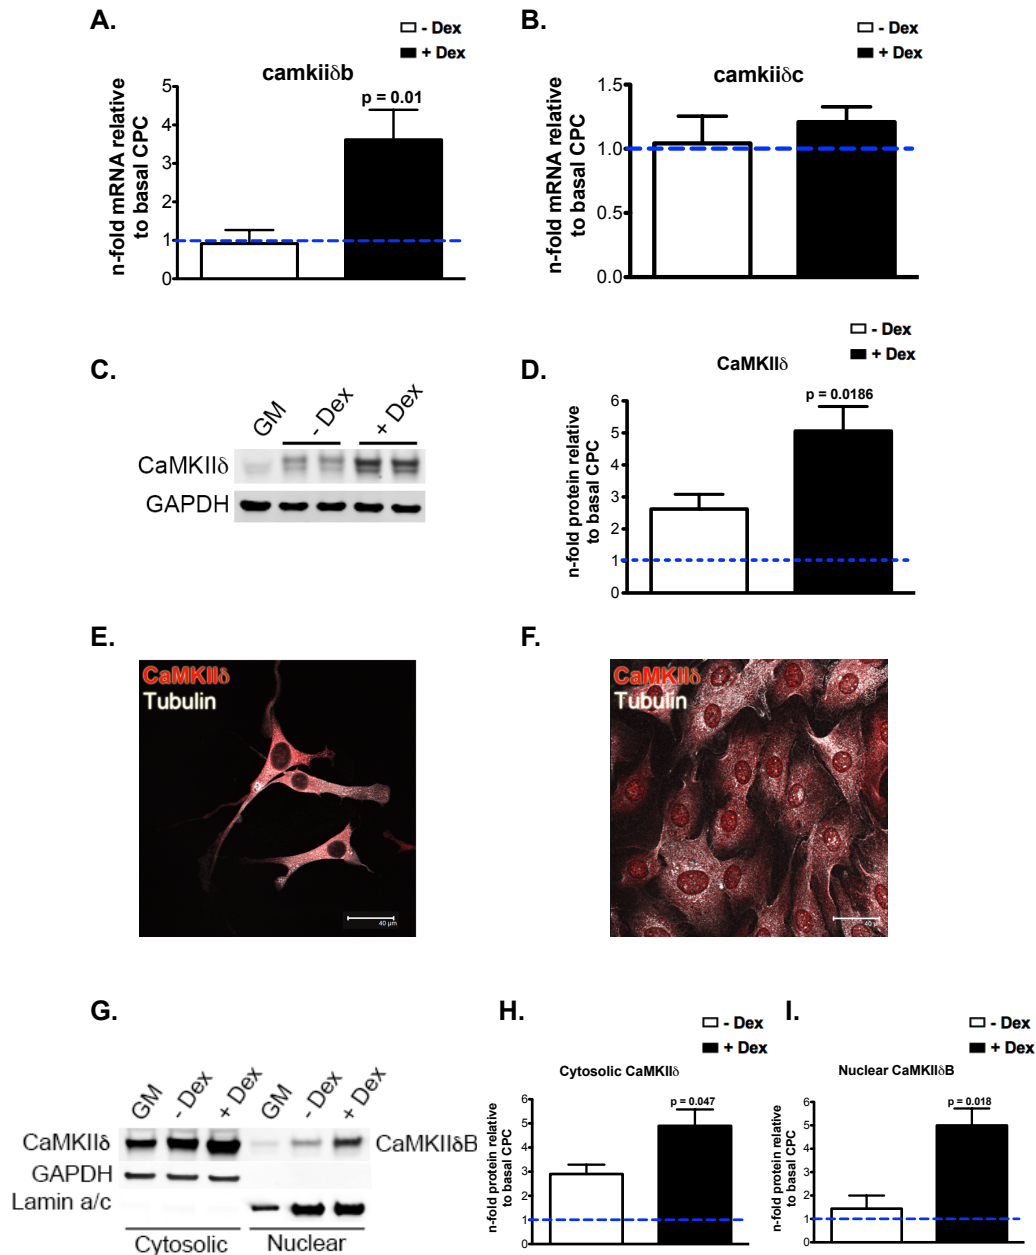 A.
- Dex
+ Dex
camkiiδb
p = 0.01
n-fold mRNA relative
to basal CPC
5
4
3
2
1
0
B.
- Dex
+ Dex
camkiiδc
n-fold mRNA relative
to basal CPC
1.5
1.0
0.5
0.0
C.
GM
- Dex
+ Dex
CaMKIIδ
GAPDH
D.
- Dex
+ Dex
CaMKIIδ
p = 0.0186
n-fold protein relative
to basal CPC
6
5
4
3
2
1
0
E.
CaMKIIδ
Tubulin
40 µm
F.
CaMKIIδ
Tubulin
40 µm
G.
GM
- Dex
+ Dex
GM
- Dex
+ Dex
CaMKIIδ
CaMKIIδB
GAPDH
Lamin a/c
Cytosolic
Nuclear
H.
- Dex
+ Dex
Cytosolic CaMKIIδ
p = 0.047
n-fold protein relative
to basal CPC
6
5
4
3
2
1
0
I.
- Dex
+ Dex
Nuclear CaMKIIδB
p = 0.018
n-fold protein relative
to basal CPC
6
5
4
3
2
1
0